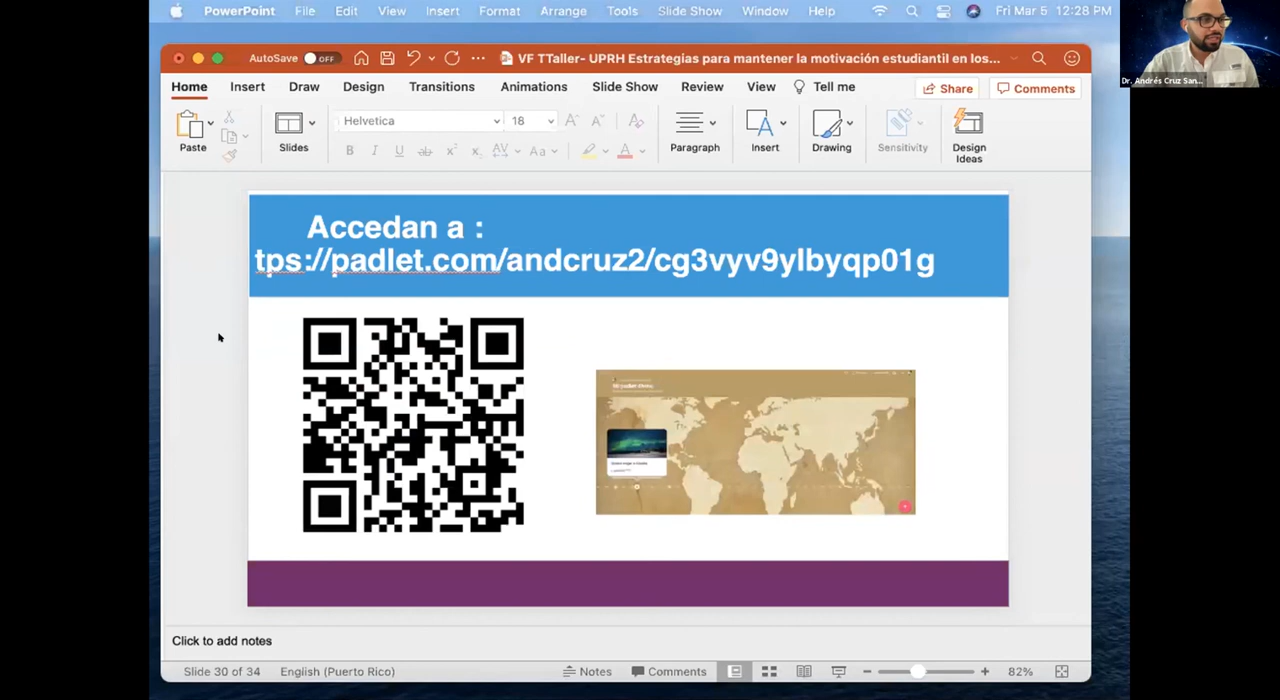 PowerPoint File Edit View Insert Format Arrange Tools Slide Show Window Help Fri Mar 5 12:28 PM
AutoSave OFF VF TTaller- UPRH Estrategias para mantener la motivación estudiantil en los...
Home Insert Draw Design Transitions Animations Slide Show Review View Tell me Share Comments
Helvetica 18
Paste Slides Paragraph Insert Drawing Sensitivity Design
Ideas
Dr. Andrés Cruz San...
Accedan a :
tps://padlet.com/andcruz2/cg3vyv9ylbyqp01g
Click to add notes
Slide 30 of 34 English (Puerto Rico) Notes Comments 82%